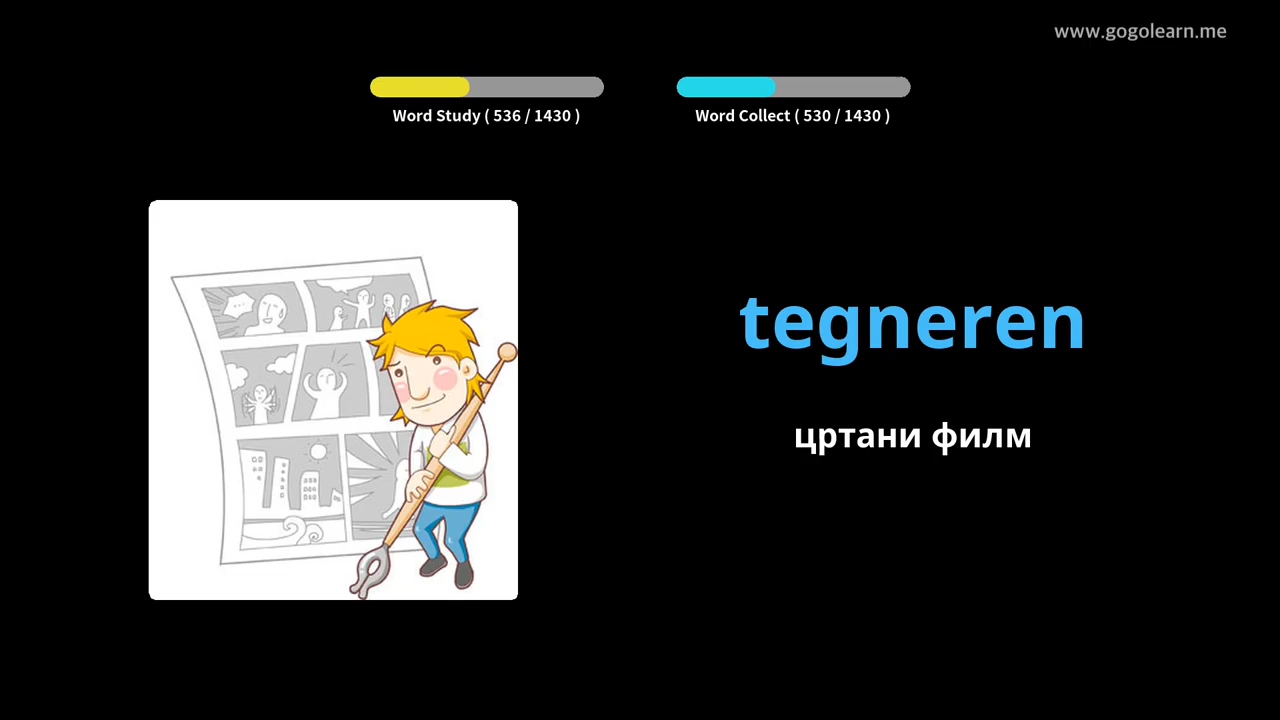 www.gogolearn.me
Word Study ( 536 / 1430 )
Word Collect ( 530 / 1430 )
tegneren
цртани филм